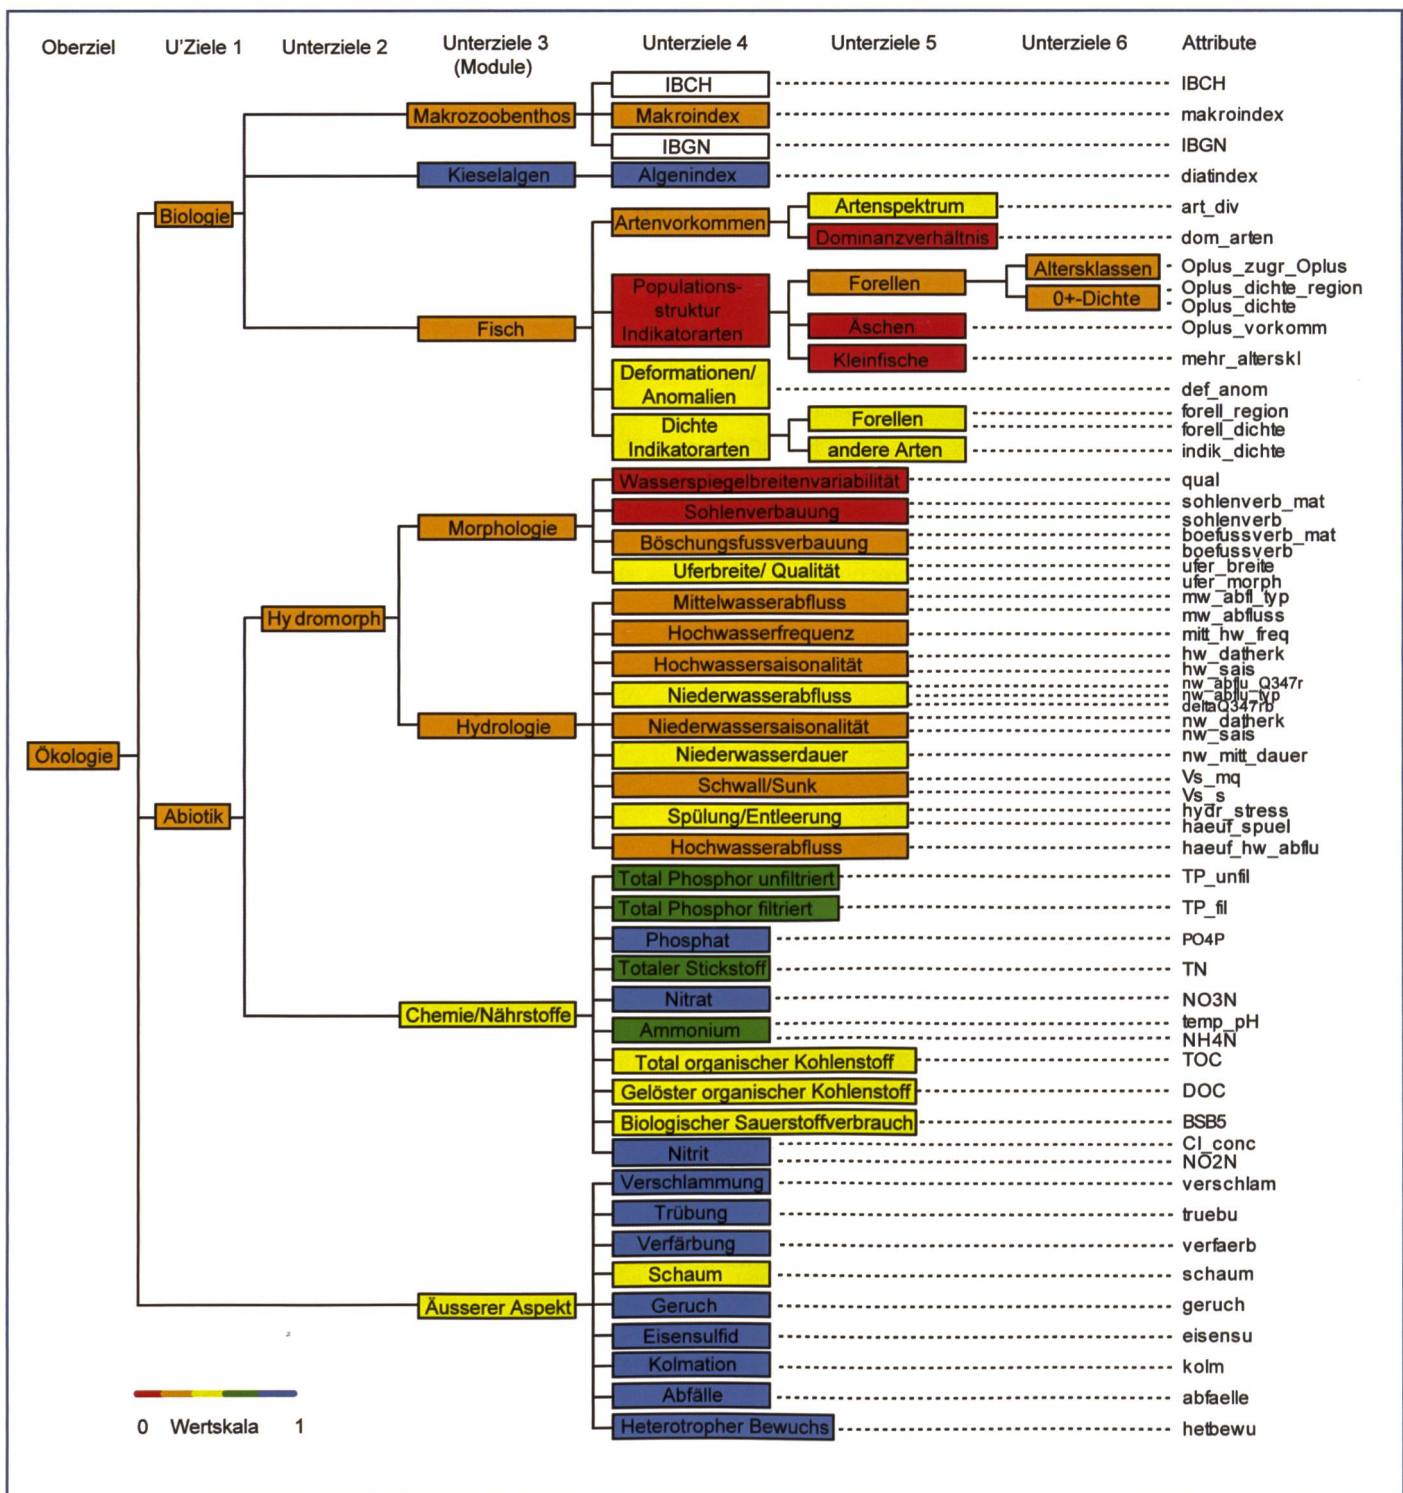 Oberziel U'Ziele 1 Unterziele 2 Unterziele 3 Unterziele 4 Unterziele 5 Unterziele 6 Attribute
(Module)
IBCH IBCH
Makrozoobenthos Makroindex makroindex
IBGN IBGN
Kieselalgen Algenindex diatindex
Biologie
Artenvorkommen Artenspektrum art_div
Dominanzverhältnis dom_arten
Populations-
struktur
Indikatorarten
Forellen Altersklassen Oplus_zugr_Oplus
0+-Dichte Oplus_dichte_region
Oplus_dichte
Fisch Äschen Oplus_vorkomm
Kleinfische mehr_alterskl
Deformationen/
Anomalien def_anom
Dichte
Indikatorarten
Forellen forell_region
forell_dichte
andere Arten indik_dichte
Wasserspiegelbreitenvariabilität qual
Morphologie Sohlenverbauung sohlenverb_mat
sohlenverb
Böschungsfussverbauung boefussverb_mat
boefussverb
Uferbreite/ Qualität ufer_breite
ufer_morph
Hydromorph Mittelwasserabfluss mw_abfl_typ
mw_abfluss
Hochwasserfrequenz mitt_hw_freq
Hochwassersaisonalität hw_datherk
hw_sais
Niederwasserabfluss nw_abflu_Q347r
nw_abflu_typ
deltaQ347rb
Hydrologie Niederwassersaisonalität nw_datherk
nw_sais
Ökologie Niederwasserdauer nw_mitt_dauer
Schwall/Sunk Vs_mq
Vs_s
Abiotik Spülung/Entleerung hydr_stress
haeuf_spuel
Hochwasserabfluss haeuf_hw_abflu
Total Phosphor unfiltriert TP_unfil
Total Phosphor filtriert TP_fil
Phosphat PO4P
Totaler Stickstoff TN
Nitrat NO3N
Chemie/Nährstoffe Ammonium temp_pH
NH4N
Total organischer Kohlenstoff TOC
Gelöster organischer Kohlenstoff DOC
Biologischer Sauerstoffverbrauch BSB5
Nitrit Cl_conc
NO2N
Verschlammung verschlam
Trübung truebu
Verfärbung verfaerb
Schaum schaum
Äusserer Aspekt Geruch geruch
Eisensulfid eisensu
Kolmation kolm
Abfälle abfaelle
Heterotropher Bewuchs hetbewu
0 Wertskala 1